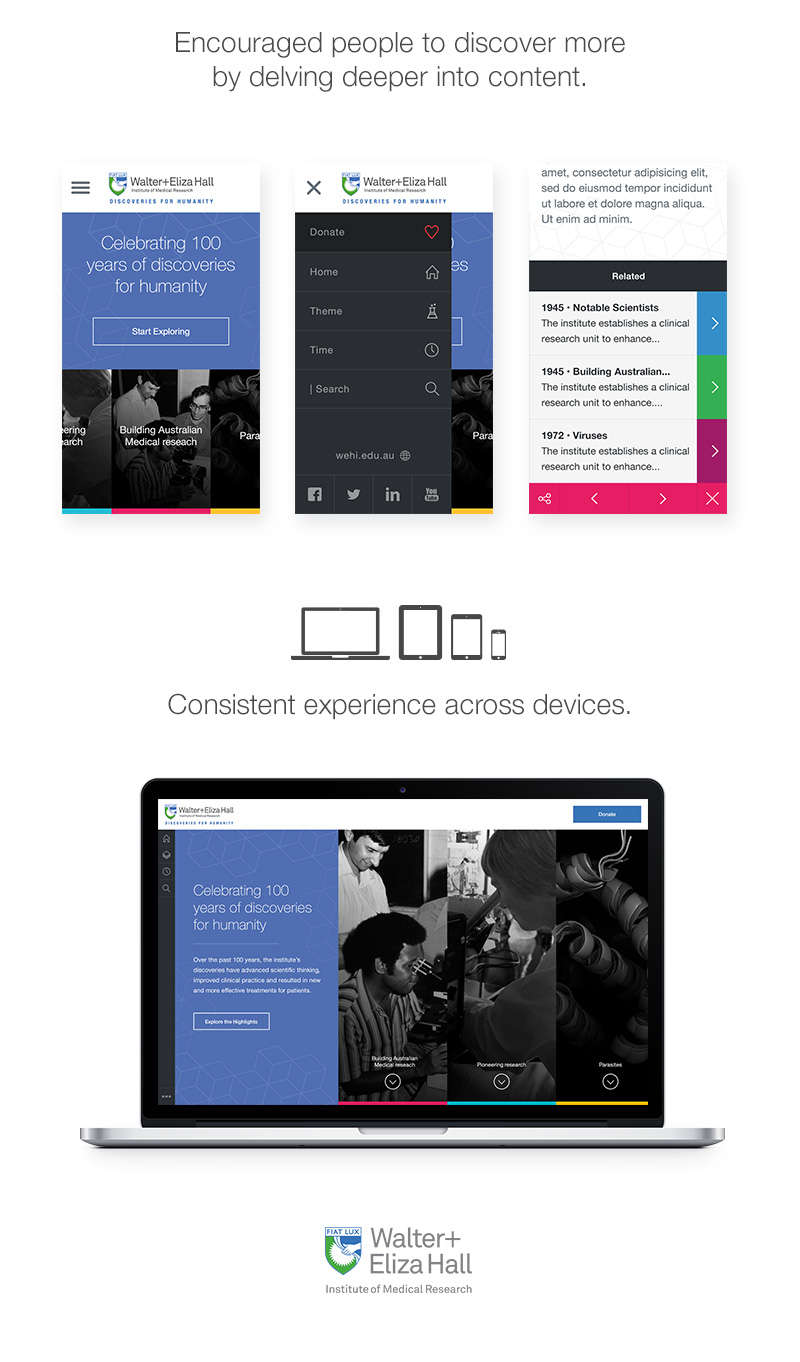 Encouraged people to discover more
by delving deeper into content.
FIAT LUX
Walter+Eliza Hall
Institute of Medical Research
DISCOVERIES FOR HUMANITY
Celebrating 100
years of discoveries
for humanity
Start Exploring
eering
earch
Building Australian
Medical reseach
Para
FIAT LUX
Walter+Eliza Hall
Institute of Medical Research
DISCOVERIES FOR HUMANITY
Donate
Home
es
Theme
Time
| Search
Para
wehi.edu.au
in
You
Tube
amet, consectetur adipisicing elit,
sed do eiusmod tempor incididunt
ut labore et dolore magna aliqua.
Ut enim ad minim.
Related
1945 • Notable Scientists
The institute establishes a clinical
research unit to enhance...
1945 • Building Australian...
The institute establishes a clinical
research unit to enhance....
1972 • Viruses
The institute establishes a clinical
research unit to enhance...
Consistent experience across devices.
Walter+Eliza Hall
Institute of Medical Research
DISCOVERIES FOR HUMANITY
Donate
Celebrating 100
years of discoveries
for humanity
Over the past 100 years, the institute's
discoveries have advanced scientific thinking,
improved clinical practice and resulted in new
and more effective treatments for patients.
Explore the Highlights
Building Australian
Medical reseach
Pioneering research
Parasites
FIAT LUX
Walter+
Eliza Hall
Institute of Medical Research